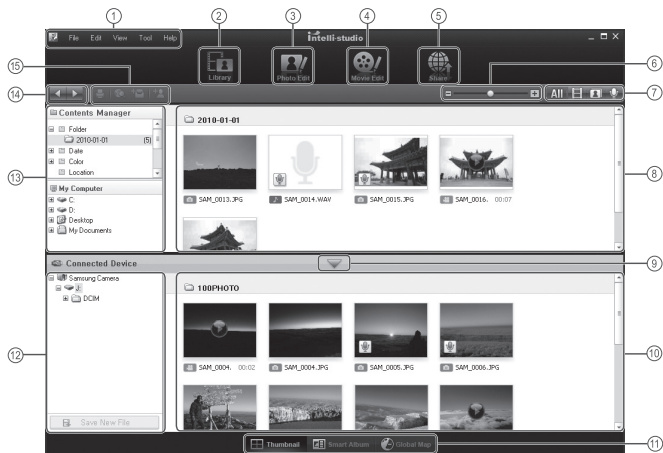 1 2 3 4 5
File Edit View Tool Help
intelli-studio
Library Photo Edit Movie Edit Share
15 6
14 All 7
Contents Manager
2010-01-01
Folder
2010-01-01 (5)
Date
Color
Location
13
SAM_0013.JPG SAM_0014.WAV SAM_0015.JPG SAM_0016. 00:07
8
My Computer
C:
D:
Desktop
My Documents
Connected Device 9
Samsung Camera
J:
DCIM
100PHOTO
SAM_0004. 00:02 SAM_0004.JPG SAM_0005.JPG SAM_0006.JPG
12 10
Save New File
Thumbnail Smart Album Global Map 11